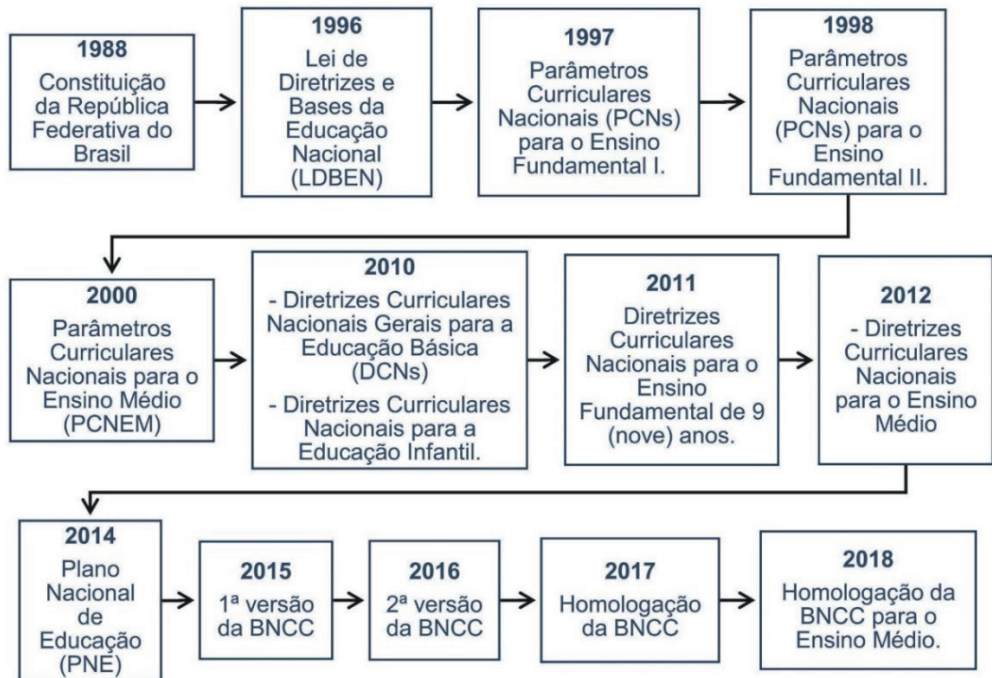 1988
Constituição
da República
Federativa do
Brasil
1996
Lei de
Diretrizes e
Bases da
Educação
Nacional
(LDBEN)
1997
Parâmetros
Curriculares
Nacionais (PCNs)
para o Ensino
Fundamental I.
1998
Parâmetros
Curriculares
Nacionais
(PCNs) para o
Ensino
Fundamental II.
2000
Parâmetros
Curriculares
Nacionais para o
Ensino Médio
(PCNEM)
2010
- Diretrizes Curriculares
Nacionais Gerais para a
Educação Básica
(DCNs)
- Diretrizes Curriculares
Nacionais para a
Educação Infantil.
2011
Diretrizes
Curriculares
Nacionais para o
Ensino
Fundamental de 9
(nove) anos.
2012
- Diretrizes
Curriculares
Nacionais
para o Ensino
Médio
2014
Plano
Nacional
de
Educação
(PNE)
2015
1ª versão
da BNCC
2016
2ª versão
da BNCC
2017
Homologação
da BNCC
2018
Homologação da
BNCC para o
Ensino Médio.